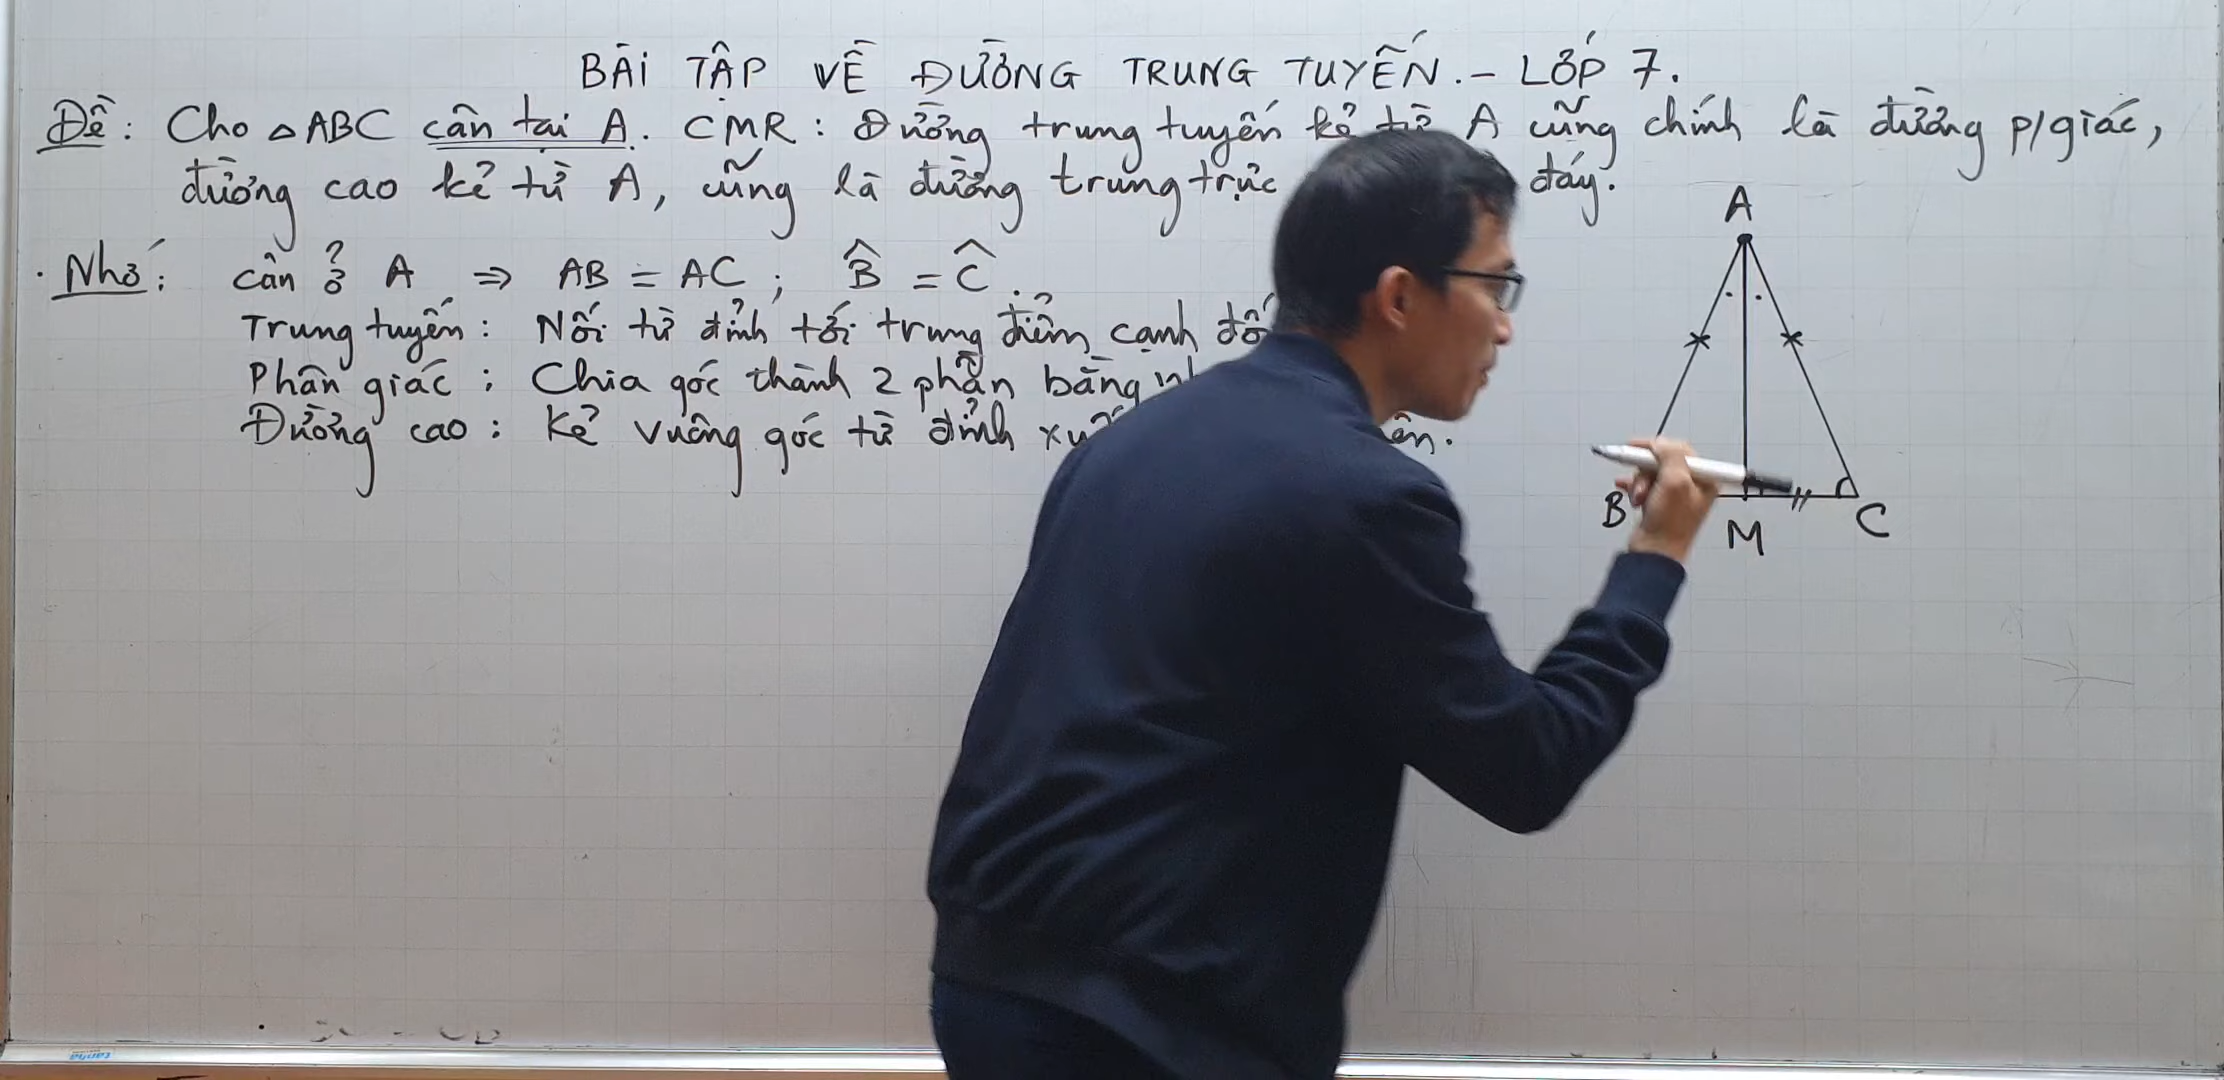 BÀI TẬP VỀ ĐƯỜNG TRUNG TUYẾN. – LỚP 7.
Đề: Cho △ABC cân tại A. CMR: Đường trung tuyến kẻ từ A cũng chính là đường p/giác,
đường cao kẻ từ A, cũng là đường trung trực đáy.
A
· Nhớ: cân ở A ⇒ AB = AC ; B̂ = Ĉ.
Trung tuyến: Nối từ đỉnh tới trung điểm cạnh
Phân giác: Chia góc thành 2 phần bằng
Đường cao: Kẻ vuông góc từ đỉnh
B M C